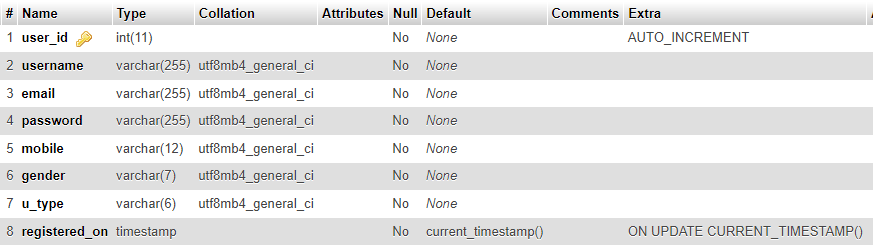 # Name Type Collation Attributes Null Default Comments Extra
1 user_id int(11) No None AUTO_INCREMENT
2 username varchar(255) utf8mb4_general_ci No None
3 email varchar(255) utf8mb4_general_ci No None
4 password varchar(255) utf8mb4_general_ci No None
5 mobile varchar(12) utf8mb4_general_ci No None
6 gender varchar(7) utf8mb4_general_ci No None
7 u_type varchar(6) utf8mb4_general_ci No None
8 registered_on timestamp No current_timestamp() ON UPDATE CURRENT_TIMESTAMP()